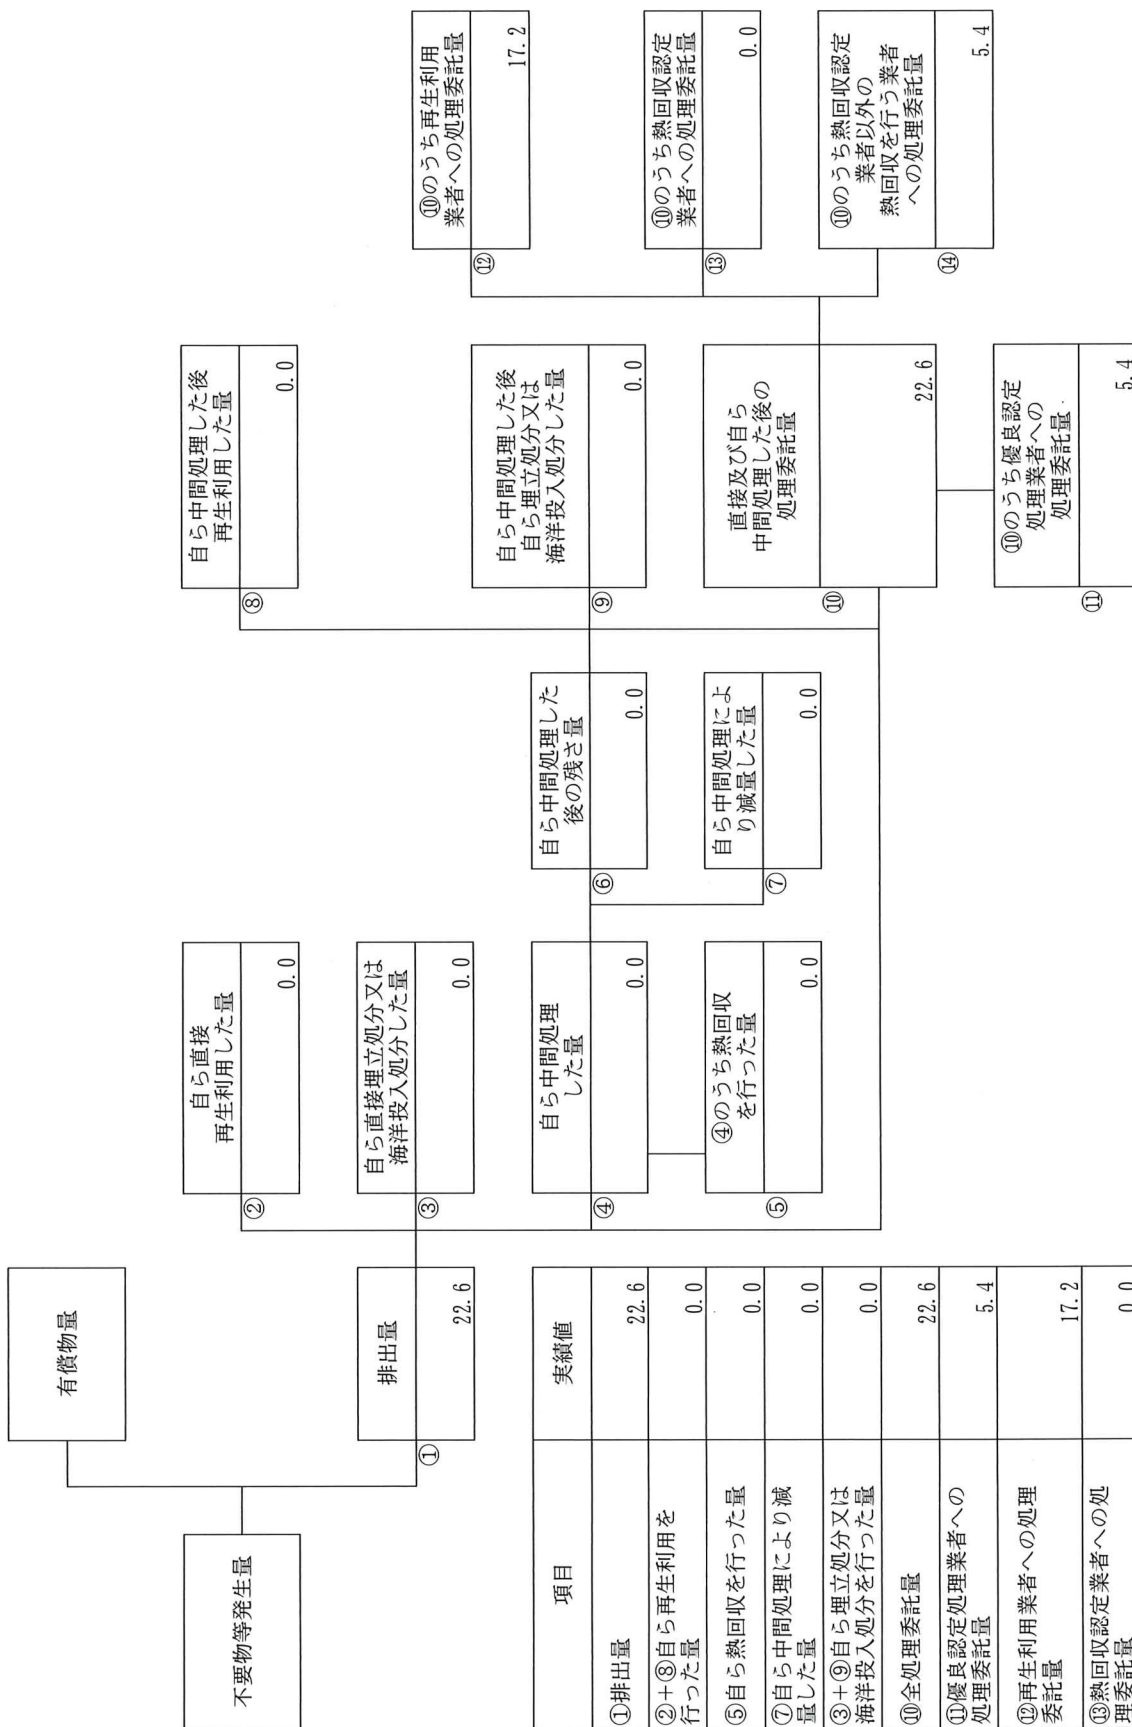 不要物等発生量
有償物量
排出量
①
22.6
自ら直接
再生利用した量
②
0.0
自ら直接埋立処分又は
海洋投入処分した量
③
0.0
自ら中間処理
した量
④
0.0
④のうち熱回収
を行った量
⑤
0.0
自ら中間処理した
後の残さ量
⑥
0.0
自ら中間処理によ
り減量した量
⑦
0.0
自ら中間処理した後
再生利用した量
⑧
0.0
自ら中間処理した後
自ら埋立処分又は
海洋投入処分した量
⑨
0.0
直接及び自ら
中間処理した後の
処理委託量
⑩
22.6
⑩のうち優良認定
処理業者への
処理委託量
⑪
5.4
⑩のうち再生利用
業者への処理委託量
⑫
17.2
⑩のうち熱回収認定
業者への処理委託量
⑬
0.0
⑩のうち熱回収認定
業者以外の
熱回収を行う業者
への処理委託量
⑭
5.4
項目
実績値
①排出量
22.6
②+⑧自ら再生利用を
行った量
0.0
⑤自ら熱回収を行った量
0.0
⑦自ら中間処理により減
量した量
0.0
③+⑨自ら埋立処分又は
海洋投入処分を行った量
0.0
⑩全処理委託量
22.6
⑪優良認定処理業者への
処理委託量
5.4
⑫再生利用業者への処理
委託量
17.2
⑬熱回収認定業者への処
理委託量
0.0